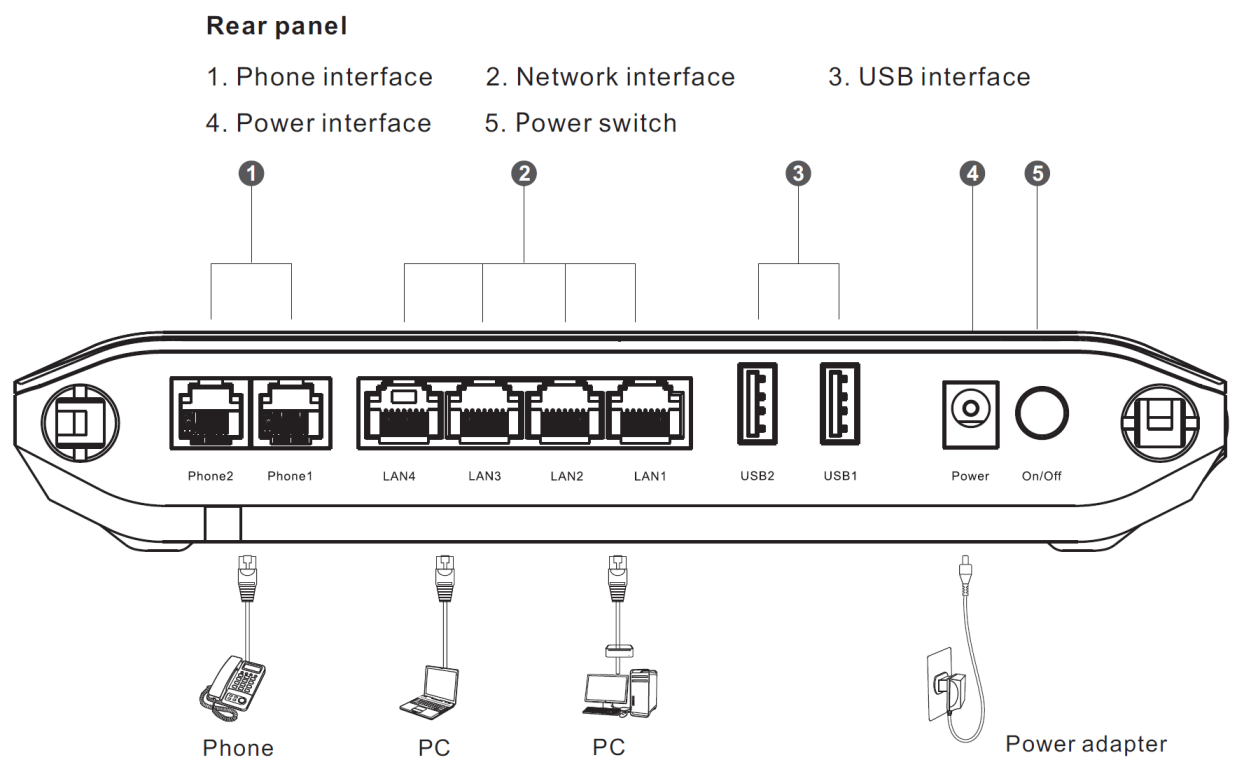 Rear panel
1. Phone interface 2. Network interface 3. USB interface
4. Power interface 5. Power switch
1 2 3 4 5
Phone2 Phone1 LAN4 LAN3 LAN2 LAN1 USB2 USB1 Power On/Off
Phone PC PC Power adapter